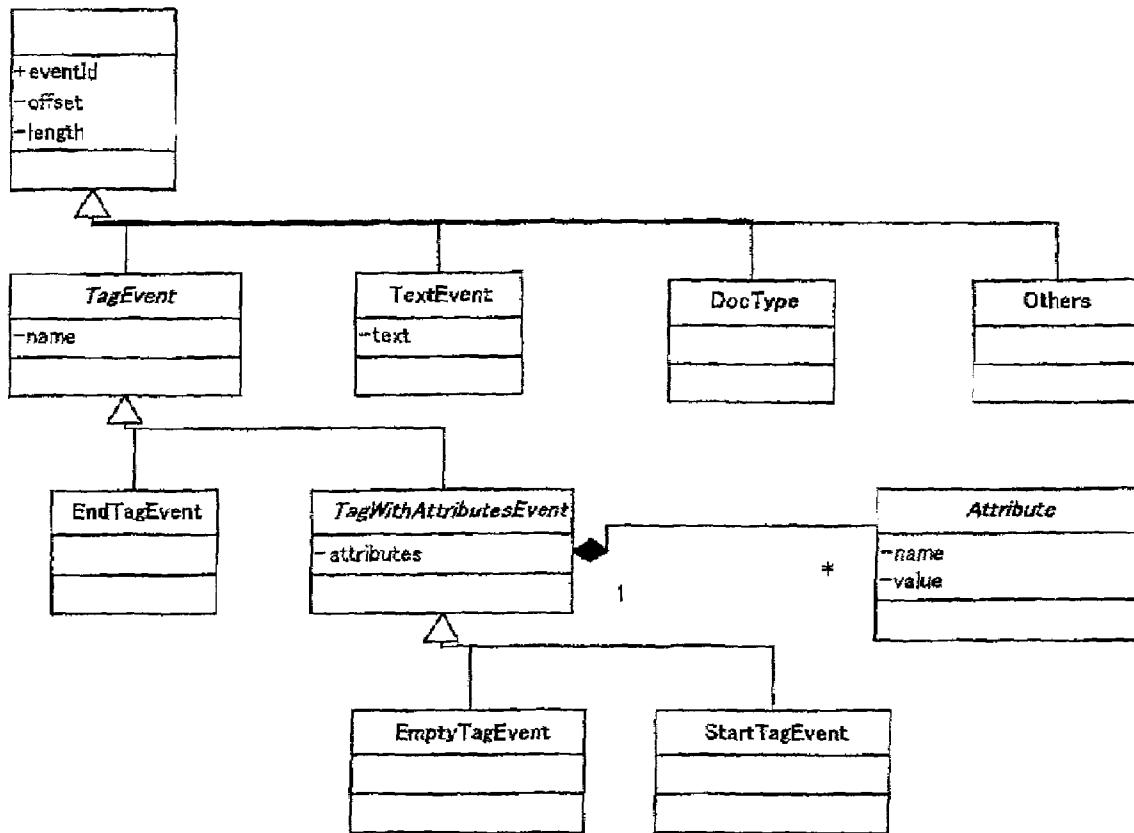 +eventId
-offset
-length
TagEvent
-name
TextEvent
-text
DocType
Others
EndTagEvent
TagWithAttributesEvent
-attributes
1
*
Attribute
-name
-value
EmptyTagEvent
StartTagEvent